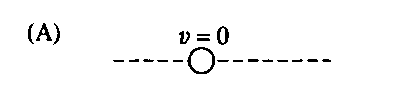 (A)
v = 0